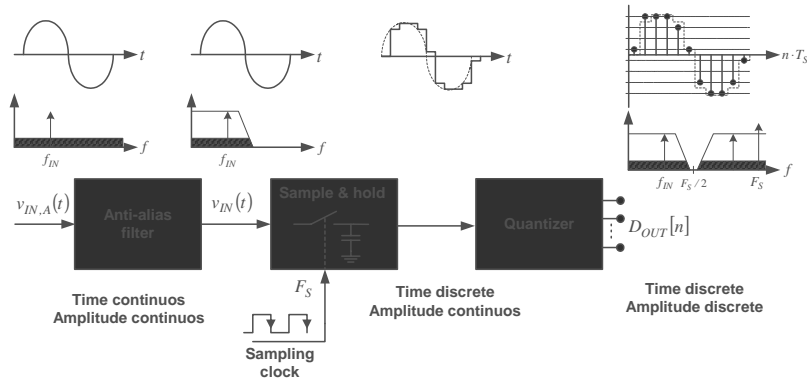 t
t
t
n·T_S
f
f_IN
f
f_IN
f
f_IN
F_S/2
F_S
v_IN,A(t)
Anti-alias
filter
v_IN(t)
Sample & hold
Quantizer
D_OUT[n]
F_S
Time continuos
Amplitude continuos
Time discrete
Amplitude continuos
Time discrete
Amplitude discrete
Sampling
clock